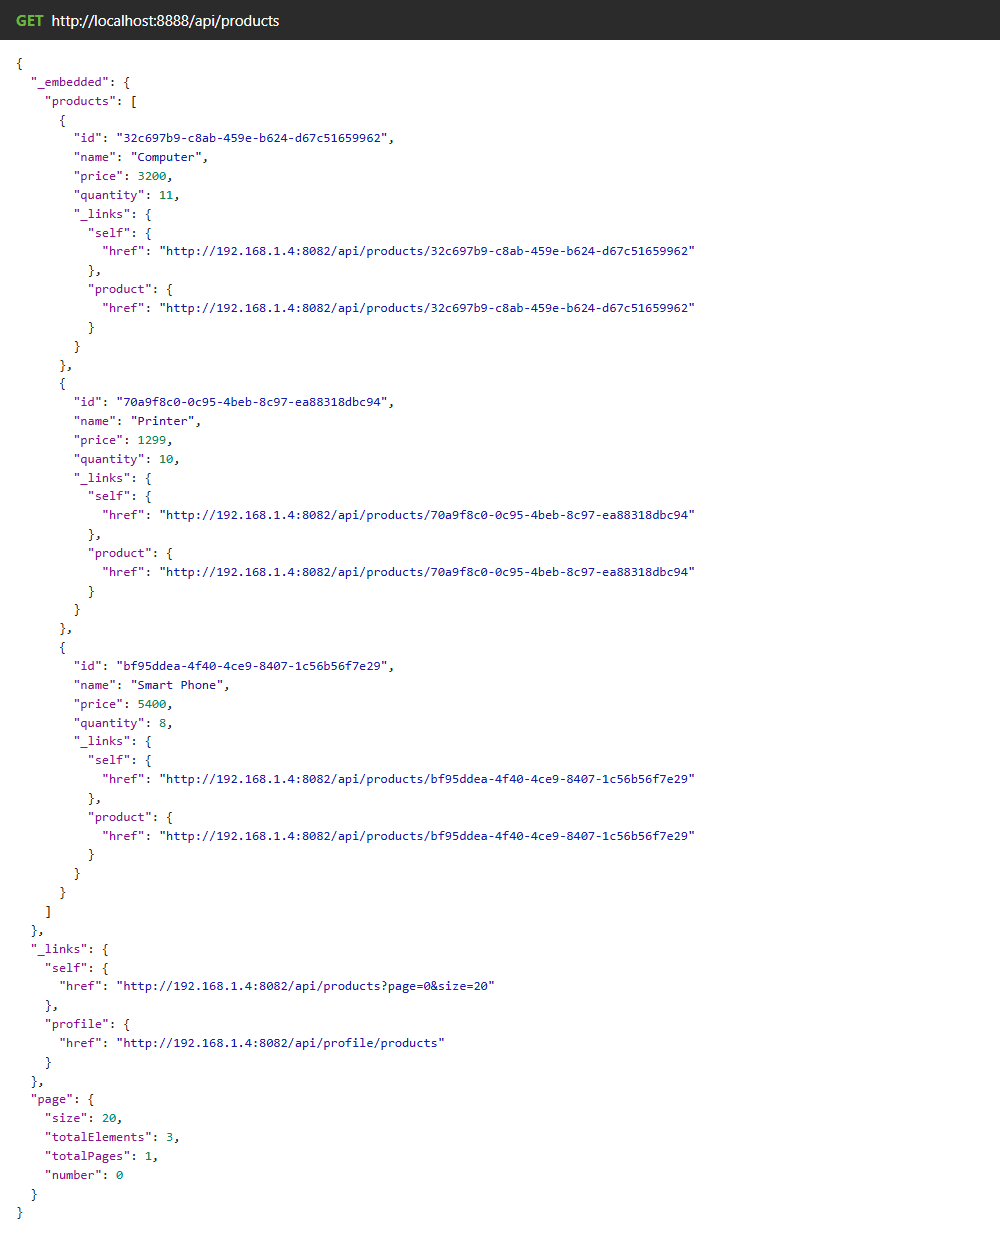 GET http://localhost:8888/api/products
{
  "_embedded": {
    "products": [
      {
        "id": "32c697b9-c8ab-459e-b624-d67c51659962",
        "name": "Computer",
        "price": 3200,
        "quantity": 11,
        "_links": {
          "self": {
            "href": "http://192.168.1.4:8082/api/products/32c697b9-c8ab-459e-b624-d67c51659962"
          },
          "product": {
            "href": "http://192.168.1.4:8082/api/products/32c697b9-c8ab-459e-b624-d67c51659962"
          }
        }
      },
      {
        "id": "70a9f8c0-0c95-4beb-8c97-ea88318dbc94",
        "name": "Printer",
        "price": 1299,
        "quantity": 10,
        "_links": {
          "self": {
            "href": "http://192.168.1.4:8082/api/products/70a9f8c0-0c95-4beb-8c97-ea88318dbc94"
          },
          "product": {
            "href": "http://192.168.1.4:8082/api/products/70a9f8c0-0c95-4beb-8c97-ea88318dbc94"
          }
        }
      },
      {
        "id": "bf95ddea-4f40-4ce9-8407-1c56b56f7e29",
        "name": "Smart Phone",
        "price": 5400,
        "quantity": 8,
        "_links": {
          "self": {
            "href": "http://192.168.1.4:8082/api/products/bf95ddea-4f40-4ce9-8407-1c56b56f7e29"
          },
          "product": {
            "href": "http://192.168.1.4:8082/api/products/bf95ddea-4f40-4ce9-8407-1c56b56f7e29"
          }
        }
      }
    ]
  },
  "_links": {
    "self": {
      "href": "http://192.168.1.4:8082/api/products?page=0&size=20"
    },
    "profile": {
      "href": "http://192.168.1.4:8082/api/profile/products"
    }
  },
  "page": {
    "size": 20,
    "totalElements": 3,
    "totalPages": 1,
    "number": 0
  }
}